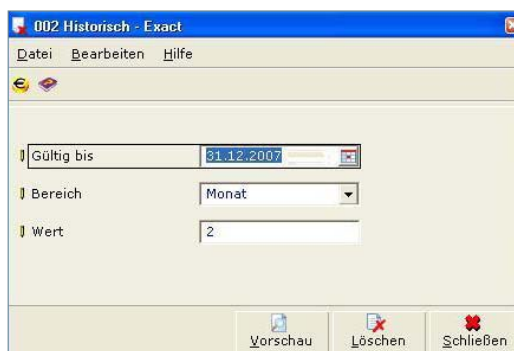 002 Historisch - Exact
Datei Bearbeiten Hilfe
Gültig bis 31.12.2007
Bereich Monat
Wert 2
Vorschau Löschen Schließen